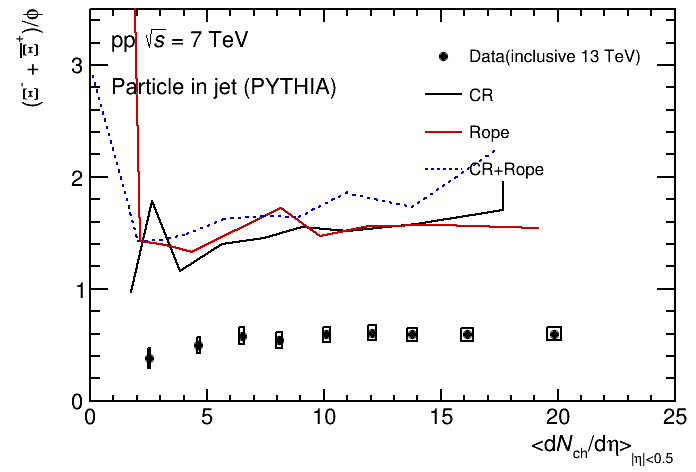 (Ξ⁻ + Ξ̅⁺)/ϕ
pp √s = 7 TeV
Particle in jet (PYTHIA)
Data(inclusive 13 TeV)
CR
Rope
CR+Rope
3
2
1
0
0 5 10 15 20 25
<dN_ch/dη>_|η|<0.5